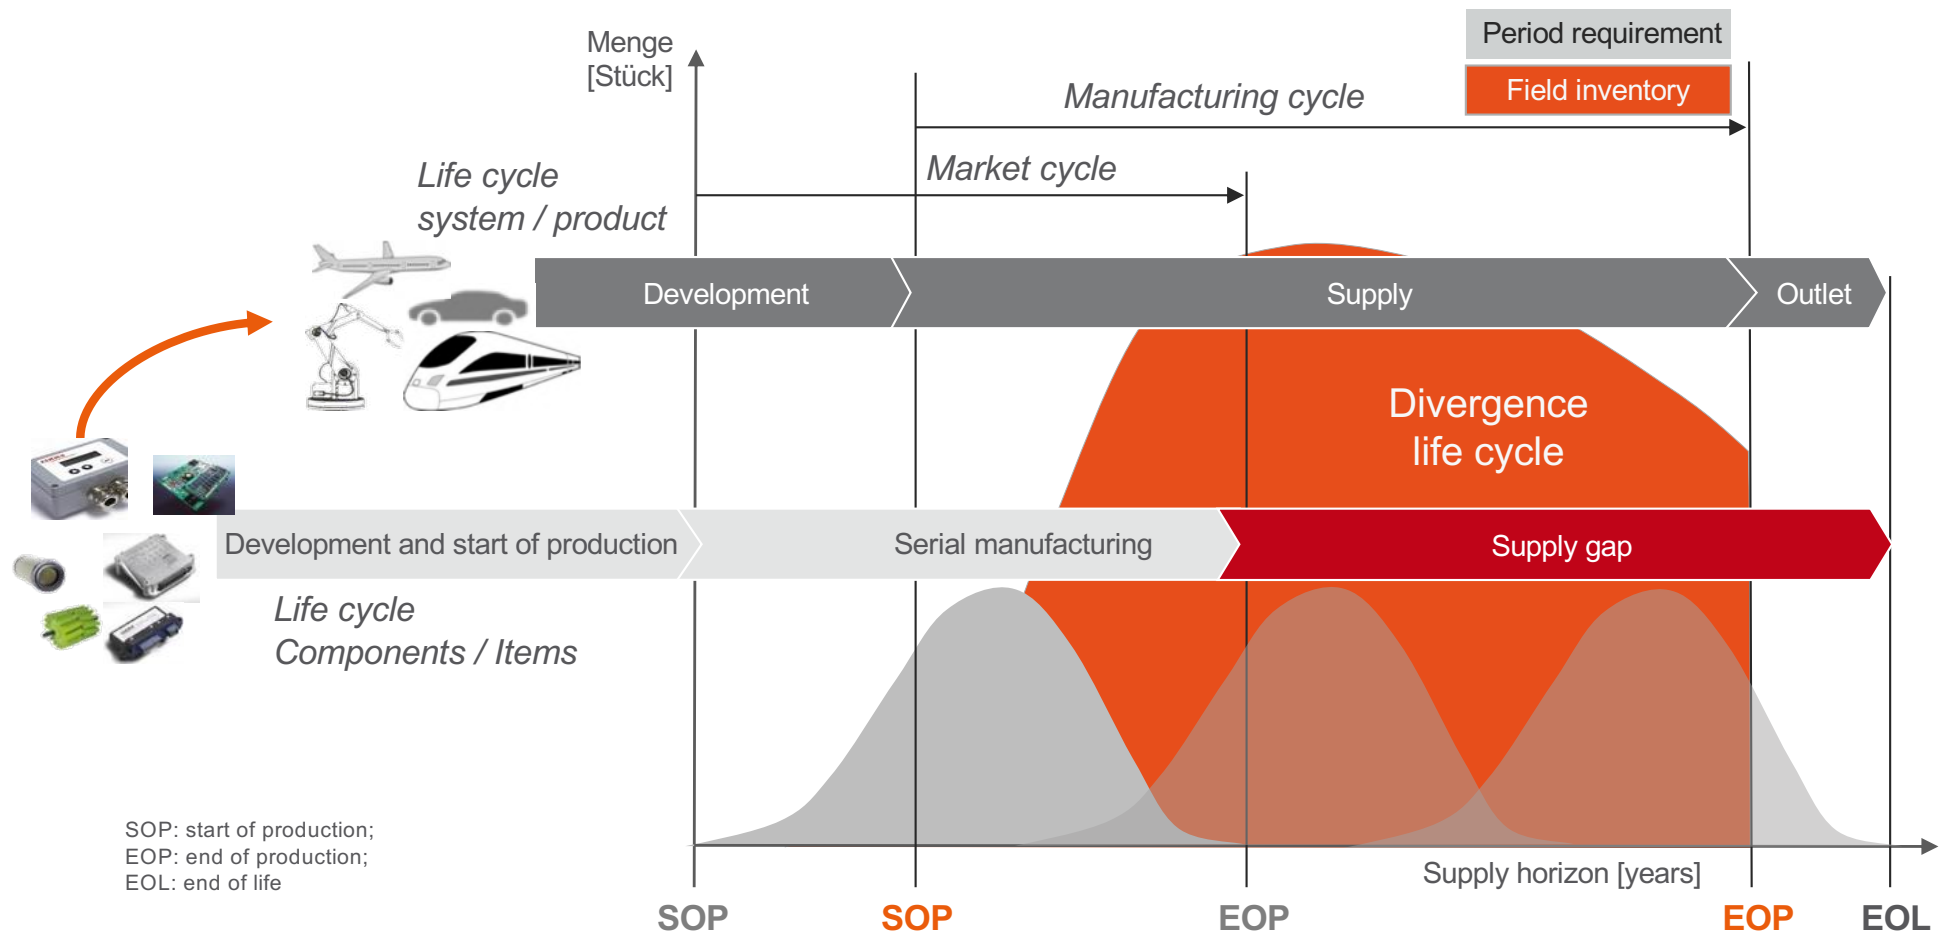 Menge
[Stück]
Period requirement
Field inventory
Manufacturing cycle
Market cycle
Life cycle
system / product
Development
Supply
Outlet
Divergence
life cycle
Development and start of production
Serial manufacturing
Supply gap
Life cycle
Components / Items
SOP: start of production;
EOP: end of production;
EOL: end of life
Supply horizon [years]
SOP
SOP
EOP
EOP
EOL